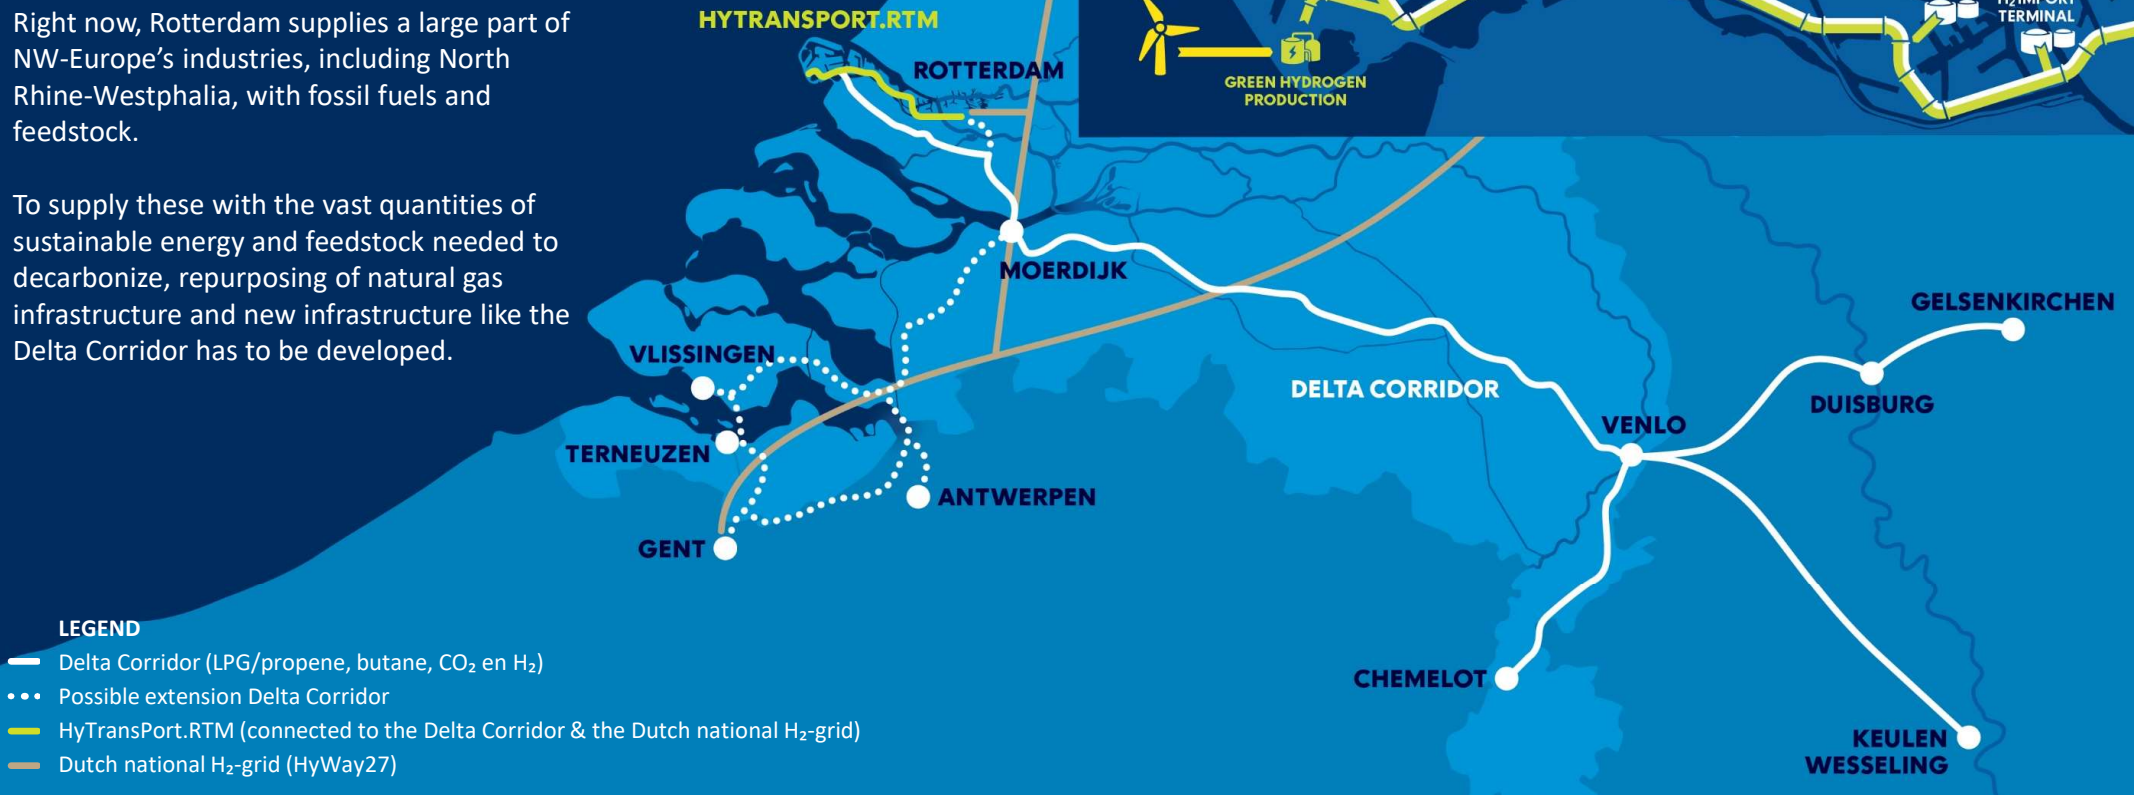 Right now, Rotterdam supplies a large part of
NW-Europe’s industries, including North
Rhine-Westphalia, with fossil fuels and
feedstock.
To supply these with the vast quantities of
sustainable energy and feedstock needed to
decarbonize, repurposing of natural gas
infrastructure and new infrastructure like the
Delta Corridor has to be developed.
HYTRANSPORT.RTM
ROTTERDAM
GREEN HYDROGEN
PRODUCTION
H₂ IMPORT
TERMINAL
MOERDIJK
VLISSINGEN
TERNEUZEN
ANTWERPEN
GENT
DELTA CORRIDOR
GELSENKIRCHEN
DUISBURG
VENLO
CHEMELOT
KEULEN
WESSELING
LEGEND
Delta Corridor (LPG/propene, butane, CO₂ en H₂)
Possible extension Delta Corridor
HyTransPort.RTM (connected to the Delta Corridor & the Dutch national H₂-grid)
Dutch national H₂-grid (HyWay27)